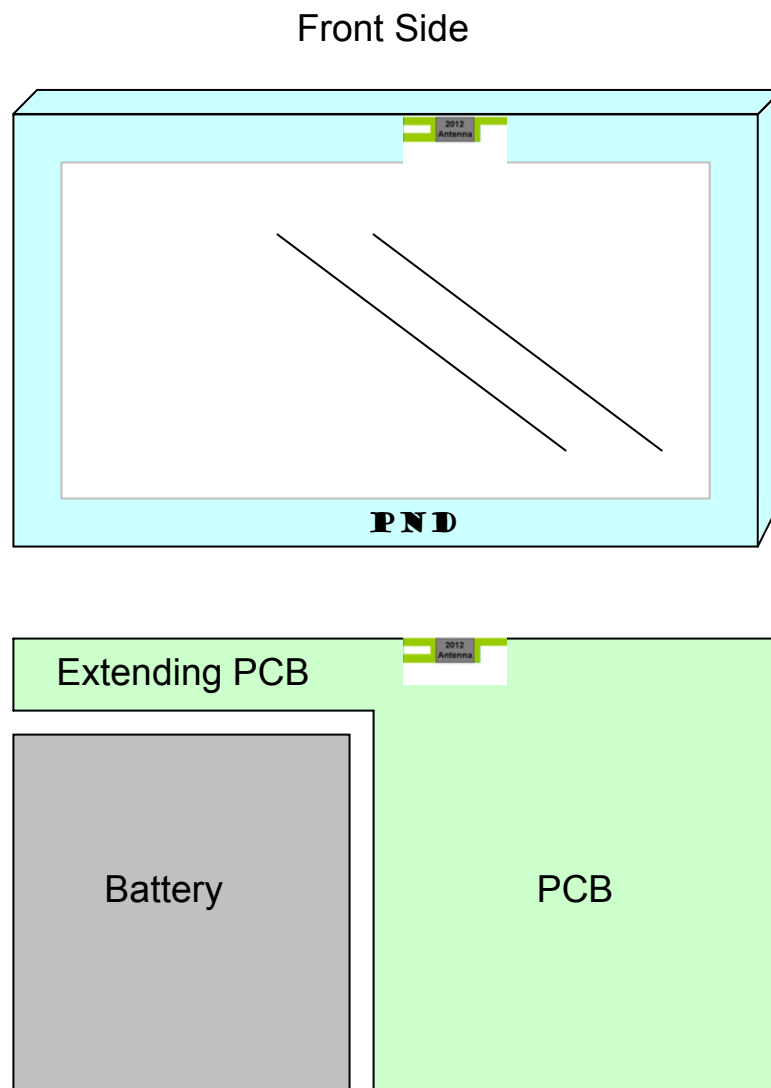 Front Side
2012
Antenna
PND
2012
Antenna
Extending PCB
Battery
PCB